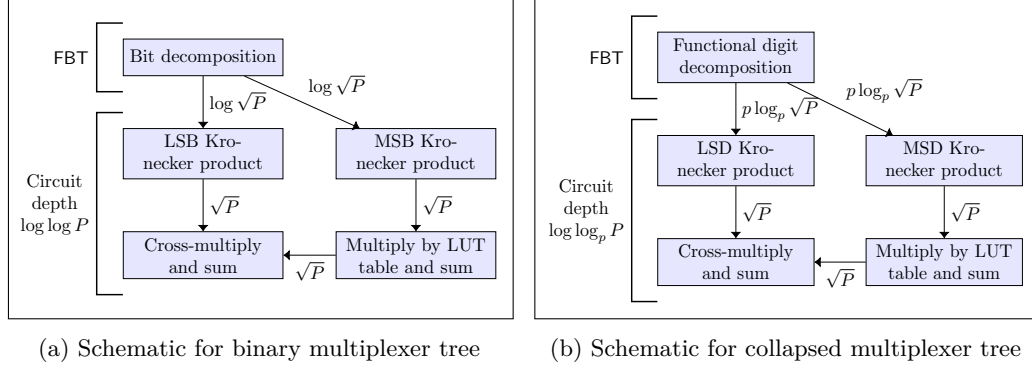 FBT
Bit decomposition
log √P
log √P
LSB Kro-
necker product
MSB Kro-
necker product
Circuit
depth
log log P
√P
√P
Cross-multiply
and sum
√P
Multiply by LUT
table and sum
(a) Schematic for binary multiplexer tree
FBT
Functional digit
decomposition
p logₚ √P
p logₚ √P
LSD Kro-
necker product
MSD Kro-
necker product
Circuit
depth
log logₚ P
√P
√P
Cross-multiply
and sum
√P
Multiply by LUT
table and sum
(b) Schematic for collapsed multiplexer tree